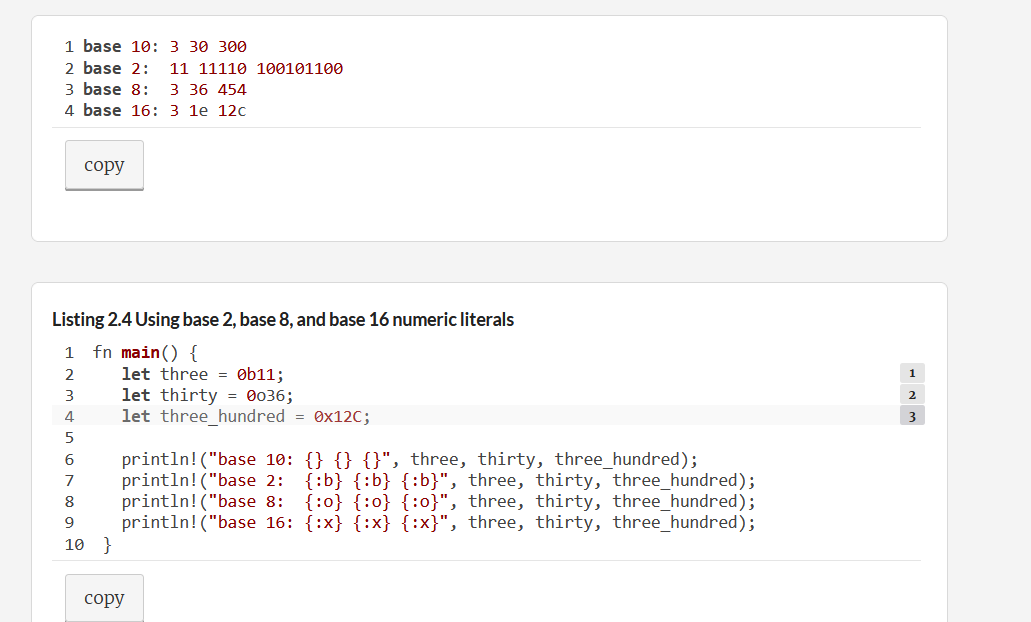 1 base 10: 3 30 300
2 base 2:  11 11110 100101100
3 base 8:  3 36 454
4 base 16: 3 1e 12c
copy
Listing 2.4 Using base 2, base 8, and base 16 numeric literals
1  fn main() {
2     let three = 0b11; 1
3     let thirty = 0o36; 2
4     let three_hundred = 0x12C; 3
5
6     println!("base 10: {} {} {}", three, thirty, three_hundred);
7     println!("base 2:  {:b} {:b} {:b}", three, thirty, three_hundred);
8     println!("base 8:  {:o} {:o} {:o}", three, thirty, three_hundred);
9     println!("base 16: {:x} {:x} {:x}", three, thirty, three_hundred);
10  }
copy